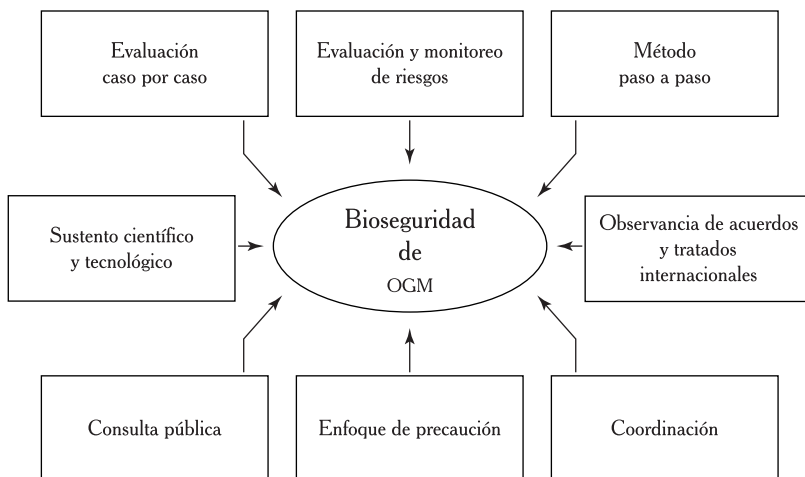 Evaluación
caso por caso
Evaluación y monitoreo
de riesgos
Método
paso a paso
Sustento científico
y tecnológico
Bioseguridad
de
OGM
Observancia de acuerdos
y tratados
internacionales
Consulta pública
Enfoque de precaución
Coordinación